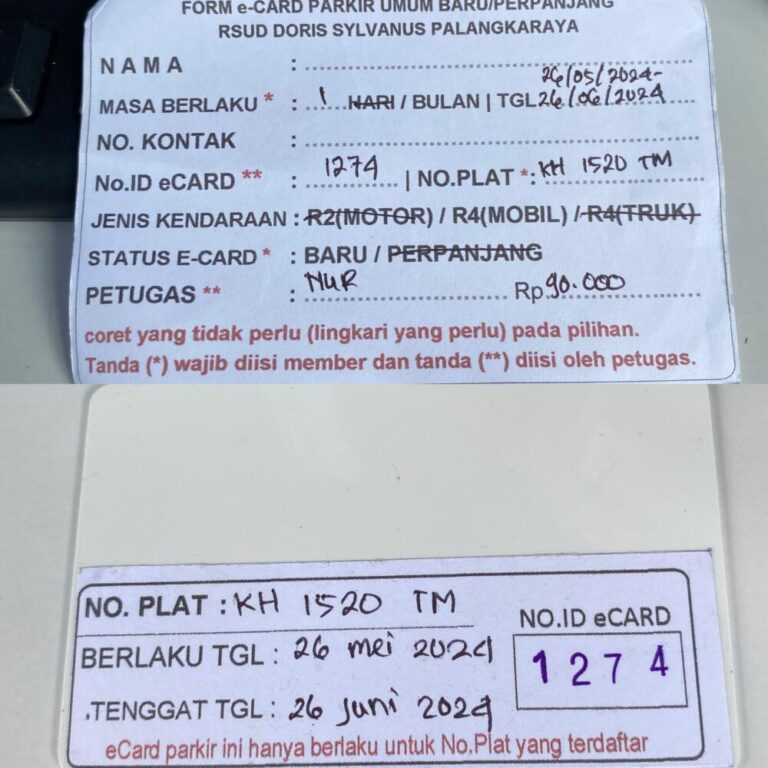 FORM e-CARD PARKIR UMUM BARU/PERPANJANG
RSUD DORIS SYLVANUS PALANGKARAYA
NAMA :
26/05/2024-
MASA BERLAKU * : 1 HARI / BULAN | TGL 26/06/2024
NO. KONTAK :
No.ID eCARD ** : 1274 | NO.PLAT *: KH 1520 TM
JENIS KENDARAAN : R2(MOTOR) / R4(MOBIL) / R4(TRUK)
STATUS E-CARD * : BARU / PERPANJANG
PETUGAS ** : NUR Rp 90.000
coret yang tidak perlu (lingkari yang perlu) pada pilihan.
Tanda (*) wajib diisi member dan tanda (**) diisi oleh petugas.
NO. PLAT : KH 1520 TM
NO.ID eCARD
BERLAKU TGL : 26 mei 2024
1274
TENGGAT TGL : 26 juni 2024
eCard parkir ini hanya berlaku untuk No.Plat yang terdaftar